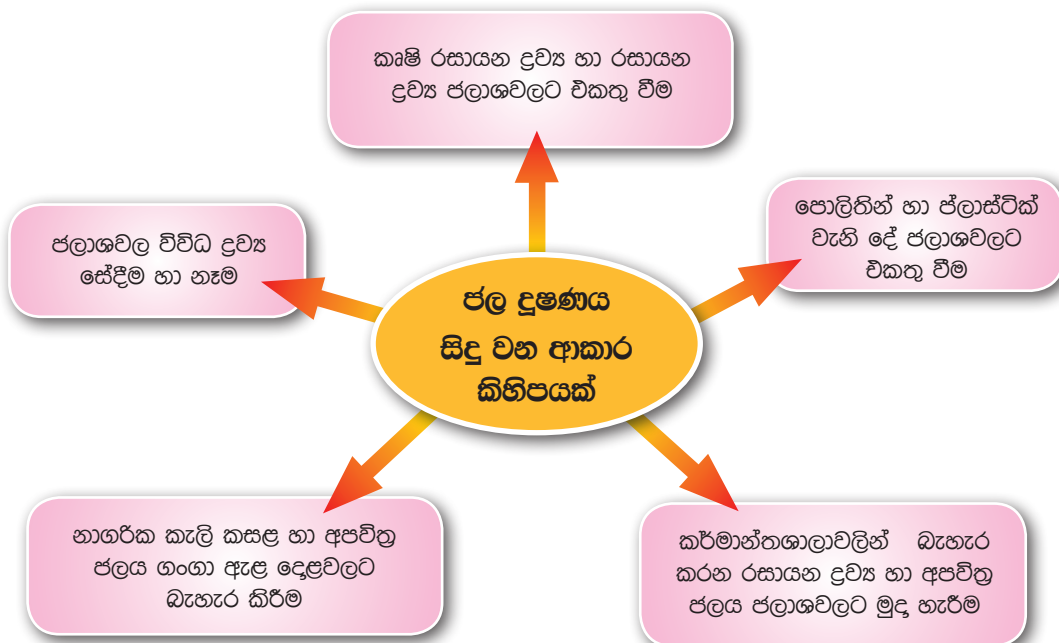 කෘෂි රසායන ද්‍රව්‍ය හා රසායන
ද්‍රව්‍ය ජලාශවලට එකතු වීම
පොලිතින් හා ප්ලාස්ටික්
වැනි දේ ජලාශවලට
එකතු වීම
ජලාශවල විවිධ ද්‍රව්‍ය
සේදීම හා නෑම
ජල දූෂණය
සිදු වන ආකාර
කිහිපයක්
නාගරික කැලි කසළ හා අපවිත්‍ර
ජලය ගංගා ඇළ දොළවලට
බැහැර කිරීම
කර්මාන්තශාලාවලින් බැහැර
කරන රසායන ද්‍රව්‍ය හා අපවිත්‍ර
ජලය ජලාශවලට මුදා හැරීම